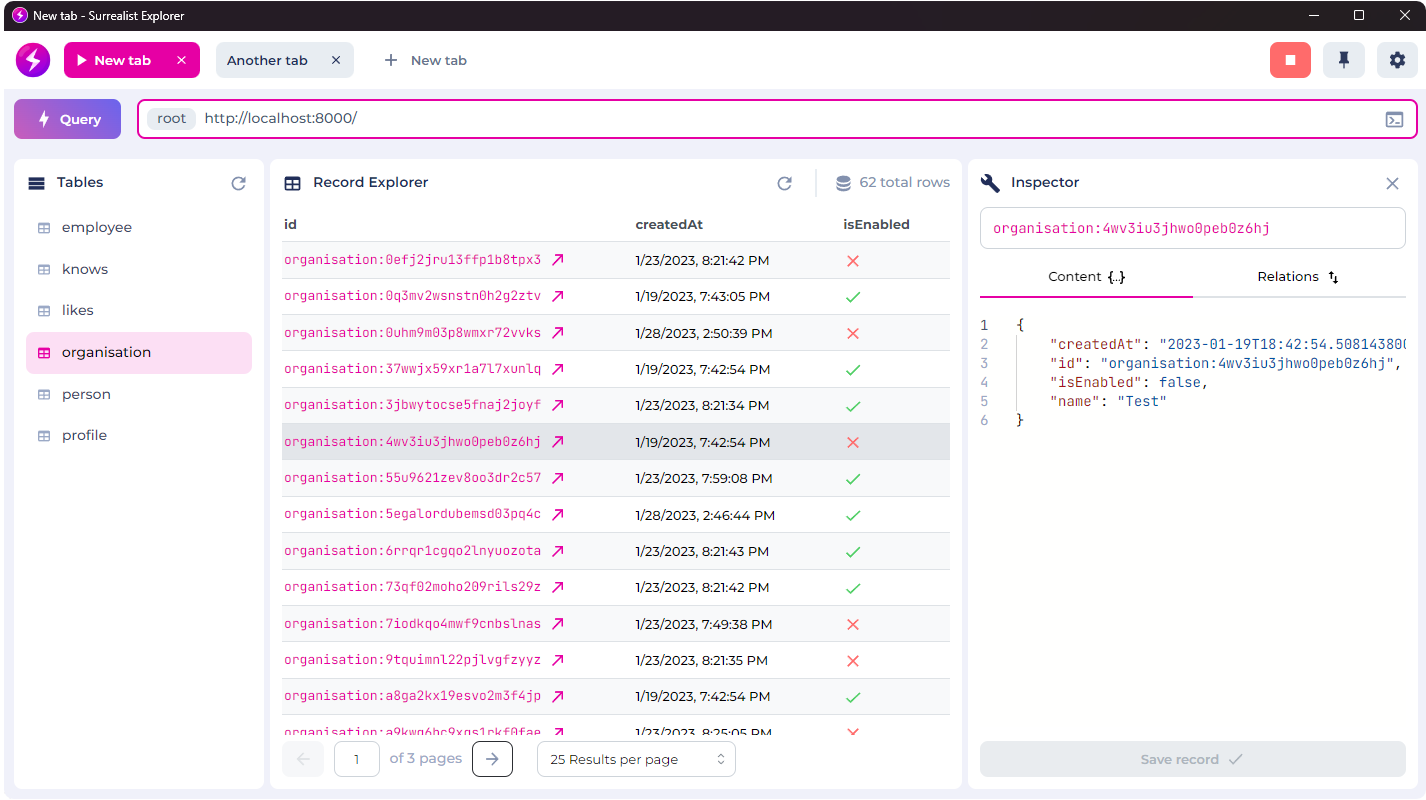 New tab - Surrealist Explorer
New tab
Another tab
New tab
Query
root http://localhost:8000/
Tables
employee
knows
likes
organisation
person
profile
Record Explorer
62 total rows
id createdAt isEnabled
organisation:0efj2jru13ffp1b8tpx3 1/23/2023, 8:21:42 PM
organisation:0q3mv2wsnstn0h2g2ztv 1/19/2023, 7:43:05 PM
organisation:0uhm9m03p8wmxr72vvks 1/28/2023, 2:50:39 PM
organisation:37wwjx59xr1a7l7xunlq 1/19/2023, 7:42:54 PM
organisation:3jbwytocse5fnaj2joyf 1/23/2023, 8:21:34 PM
organisation:4wv3iu3jhwo0peb0z6hj 1/19/2023, 7:42:54 PM
organisation:55u9621zev8oo3dr2c57 1/23/2023, 7:59:08 PM
organisation:5egalordubemsd03pq4c 1/28/2023, 2:46:44 PM
organisation:6rrqr1cgqo2lnyuozota 1/23/2023, 8:21:43 PM
organisation:73qf02moho209rils29z 1/23/2023, 8:21:42 PM
organisation:7iodkqo4mwf9cnbslnas 1/23/2023, 7:49:38 PM
organisation:9tquimnl22pjlvgfzyyz 1/23/2023, 8:21:35 PM
organisation:a8ga2kx19esvo2m3f4jp 1/19/2023, 7:42:54 PM
1/23/2023, 8:25:05 PM
1 of 3 pages
25 Results per page
Inspector
organisation:4wv3iu3jhwo0peb0z6hj
Content {..}
Relations
1 {
2 "createdAt": "2023-01-19T18:42:54.508143800
3 "id": "organisation:4wv3iu3jhwo0peb0z6hj",
4 "isEnabled": false,
5 "name": "Test"
6 }
Save record